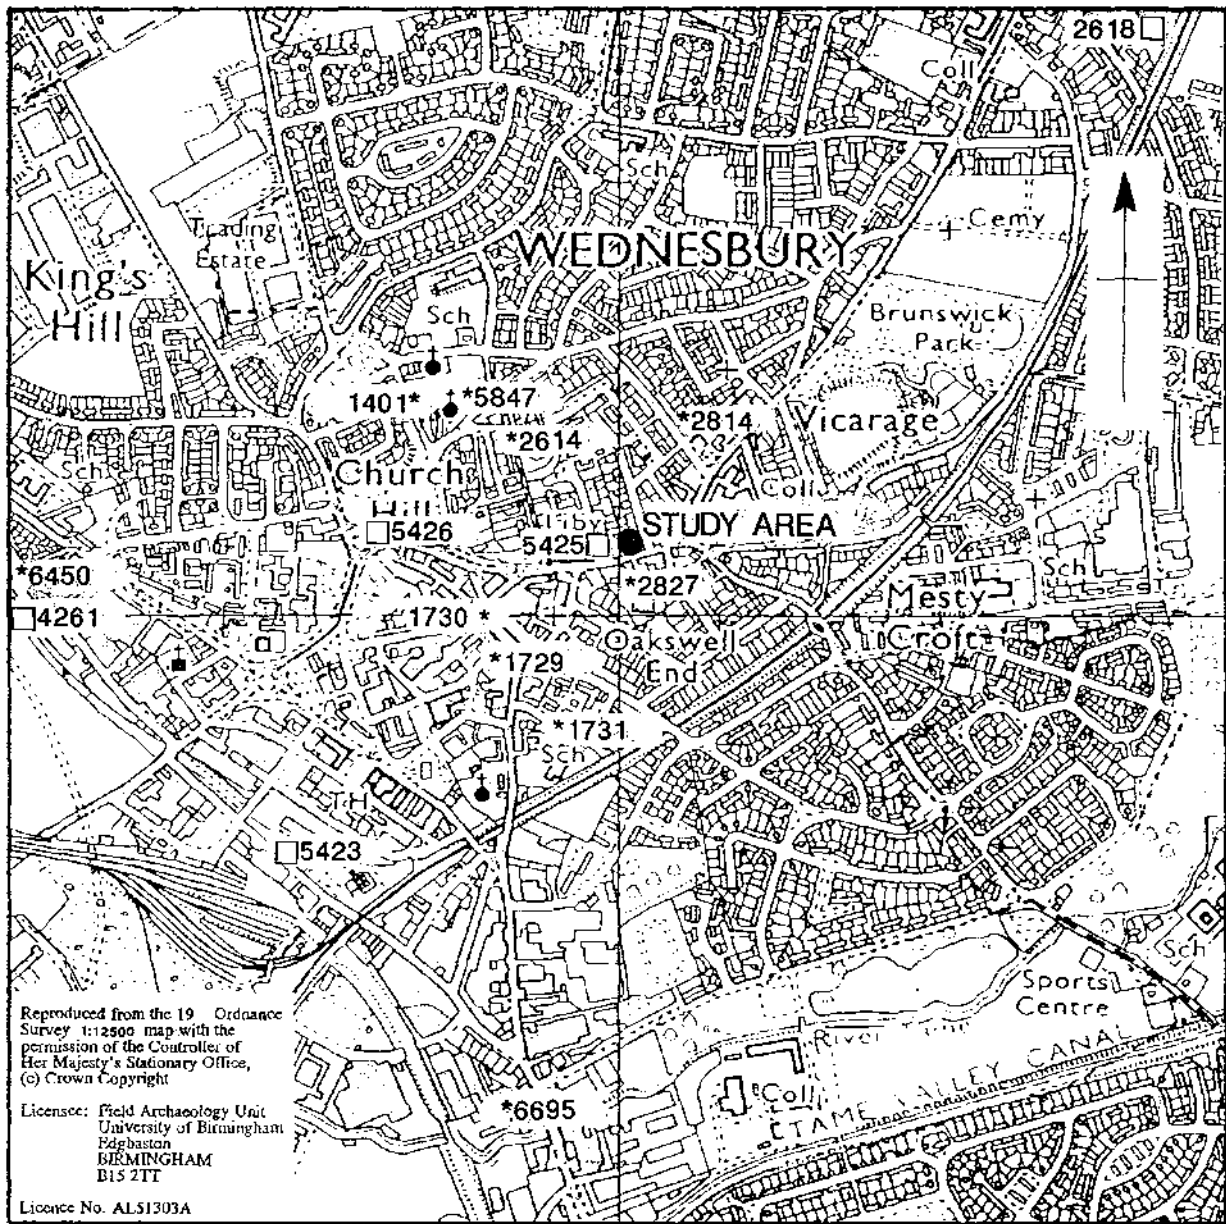 2618
Coll
Sch
Cemy
Trading
Estate
WEDNESBURY
King's
Hill
Sch
Brunswick
Park
1401*
*5847
*2814
Vicarage
*2614
Sch
Church
Hill
Coll
5426
Liby
5425
STUDY AREA
*6450
*2827
Mesty
Sch
4261
1730 *
Oakswell
End
Croft
*1729
*1731
Sch
T.H.
5423
Sch
Sports
Centre
River
TAME VALLEY CANAL
Coll
*6695
Reproduced from the 19 Ordnance
Survey 1:12500 map with the
permission of the Controller of
Her Majesty's Stationary Office,
(c) Crown Copyright
Licensee: Field Archaeology Unit
University of Birmingham
Edgbaston
BIRMINGHAM
B15 2TT
Licence No. AL51303A